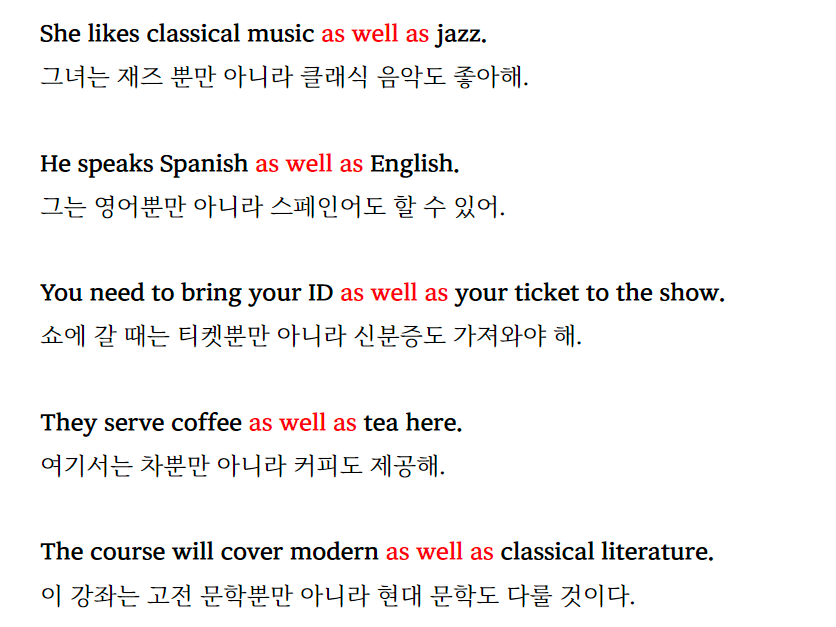 She likes classical music as well as jazz.
그녀는 재즈 뿐만 아니라 클래식 음악도 좋아해.
He speaks Spanish as well as English.
그는 영어뿐만 아니라 스페인어도 할 수 있어.
You need to bring your ID as well as your ticket to the show.
쇼에 갈 때는 티켓뿐만 아니라 신분증도 가져와야 해.
They serve coffee as well as tea here.
여기서는 차뿐만 아니라 커피도 제공해.
The course will cover modern as well as classical literature.
이 강좌는 고전 문학뿐만 아니라 현대 문학도 다룰 것이다.